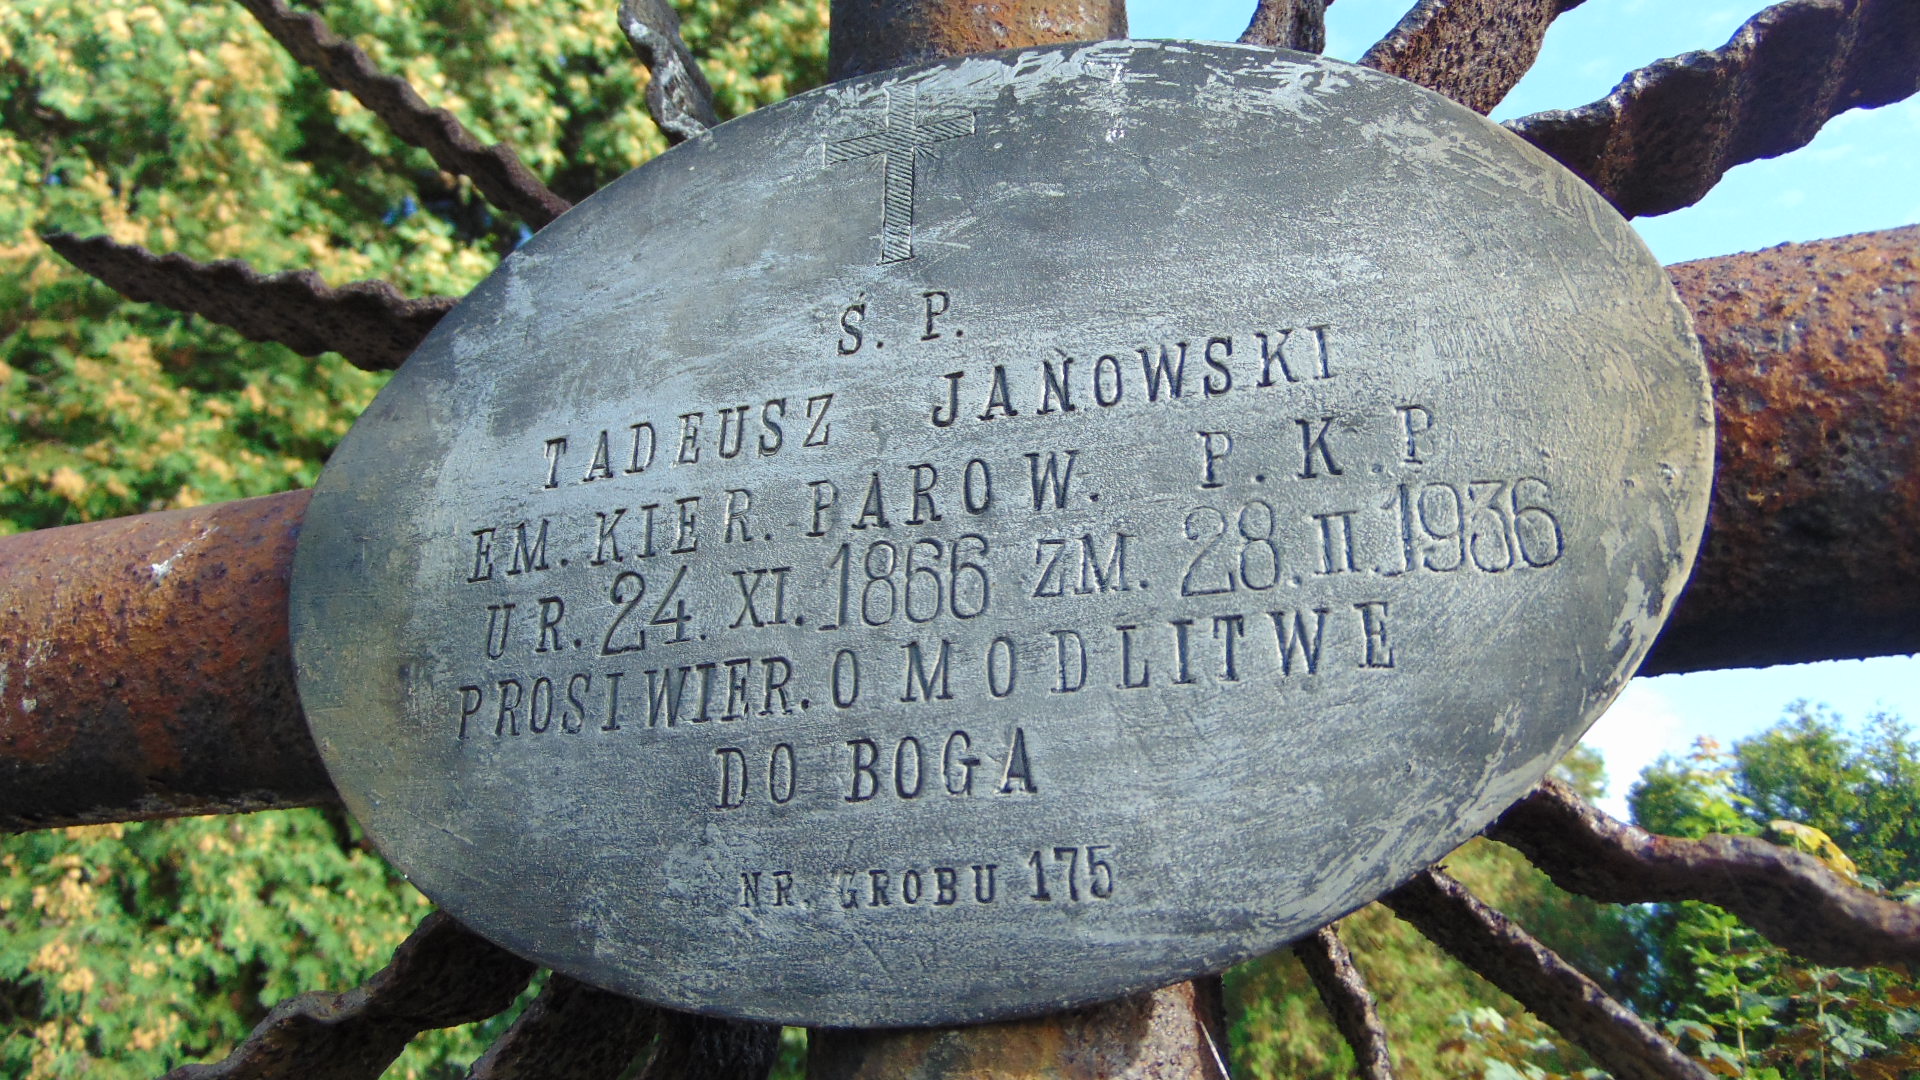 Ś. P.
TADEUSZ JANOWSKI
EM. KIER. PAROW. P.K.P
UR. 24. XI. 1866 ZM. 28. II. 1936
PROSI WIER. O MODLITWE
DO BOGA
NR. GROBU 175